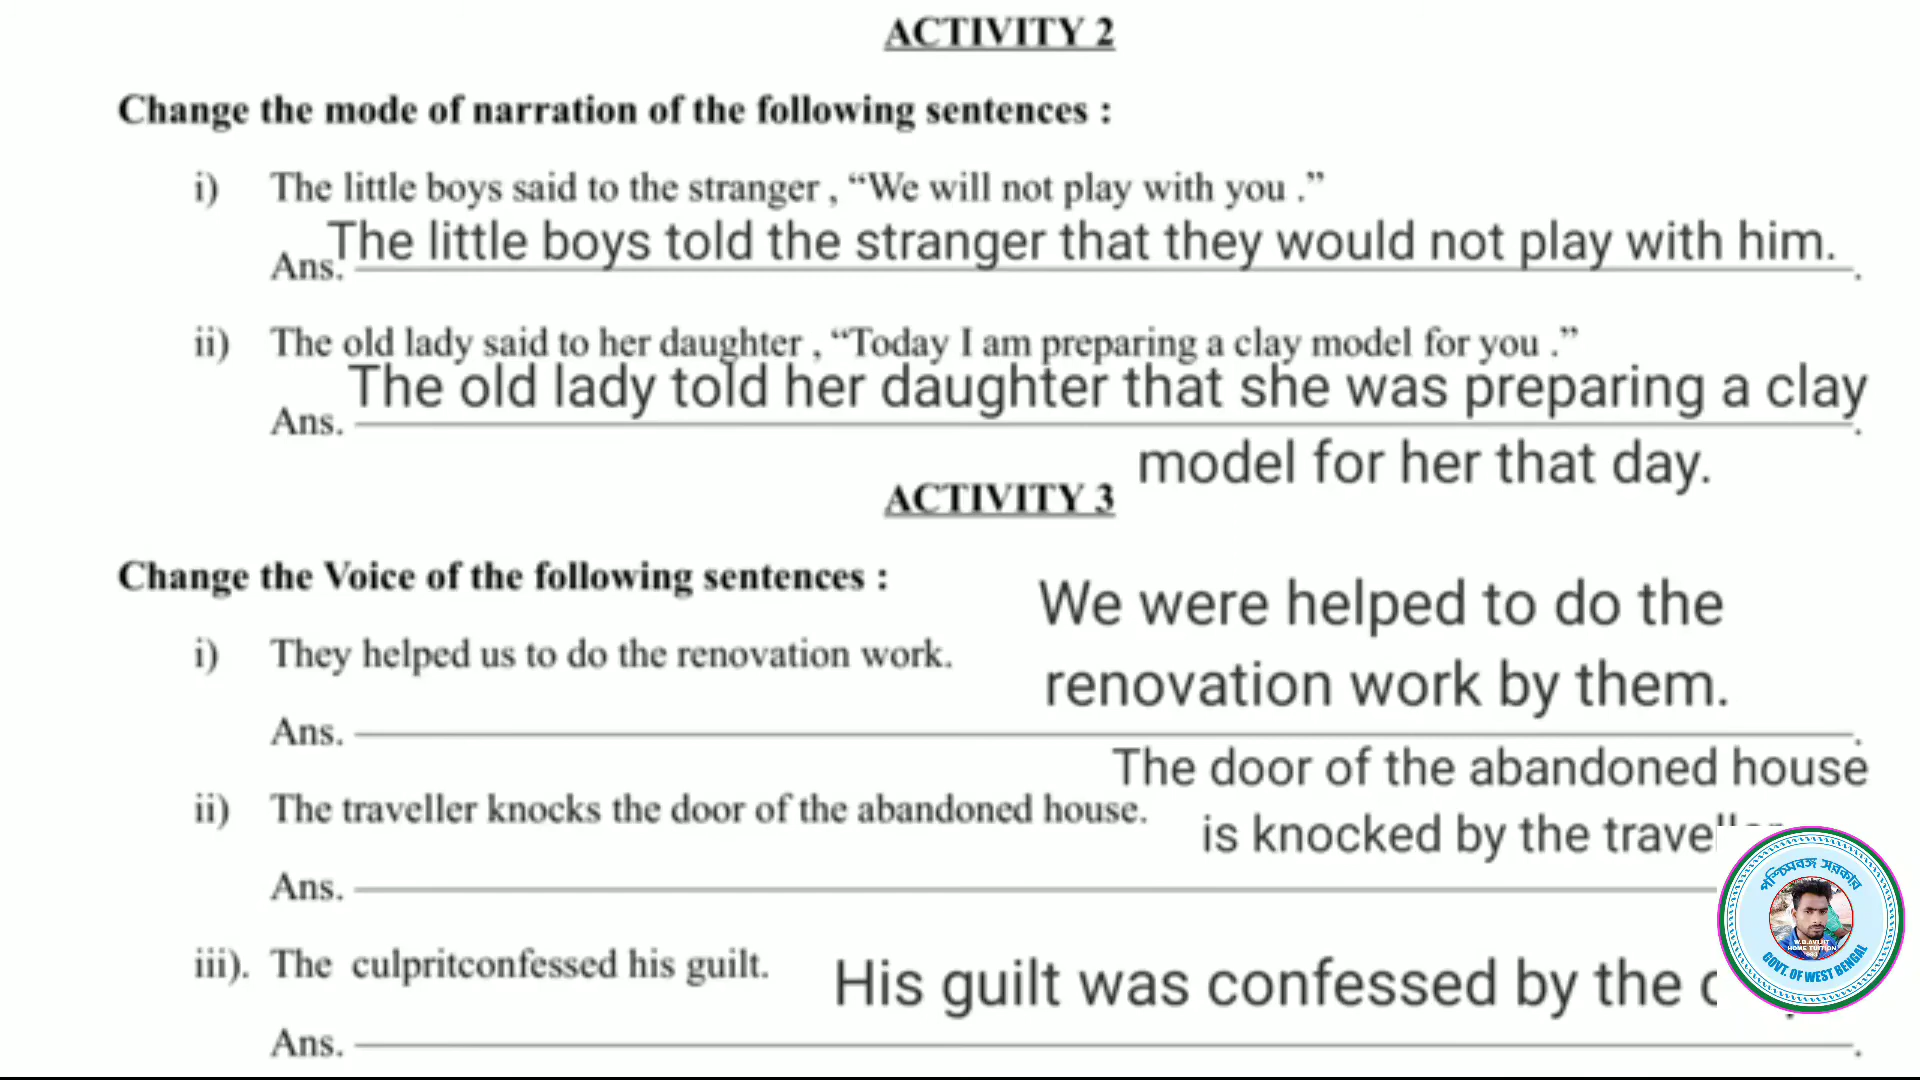 ACTIVITY 2
Change the mode of narration of the following sentences :
i) The little boys said to the stranger , “We will not play with you .”
The little boys told the stranger that they would not play with him.
Ans. .
ii) The old lady said to her daughter , “Today I am preparing a clay model for you .”
The old lady told her daughter that she was preparing a clay
Ans. .
model for her that day.
ACTIVITY 3
Change the Voice of the following sentences :
We were helped to do the
i) They helped us to do the renovation work.
renovation work by them.
Ans. .
The door of the abandoned house
ii) The traveller knocks the door of the abandoned house.
is knocked by the
Ans.
iii). The culpritconfessed his guilt.
His guilt was confessed by the
Ans. .
পশ্চিমবঙ্গ সরকার
W.B.AVIJIT
HOME TUITION
GOVT. OF WEST BENGAL